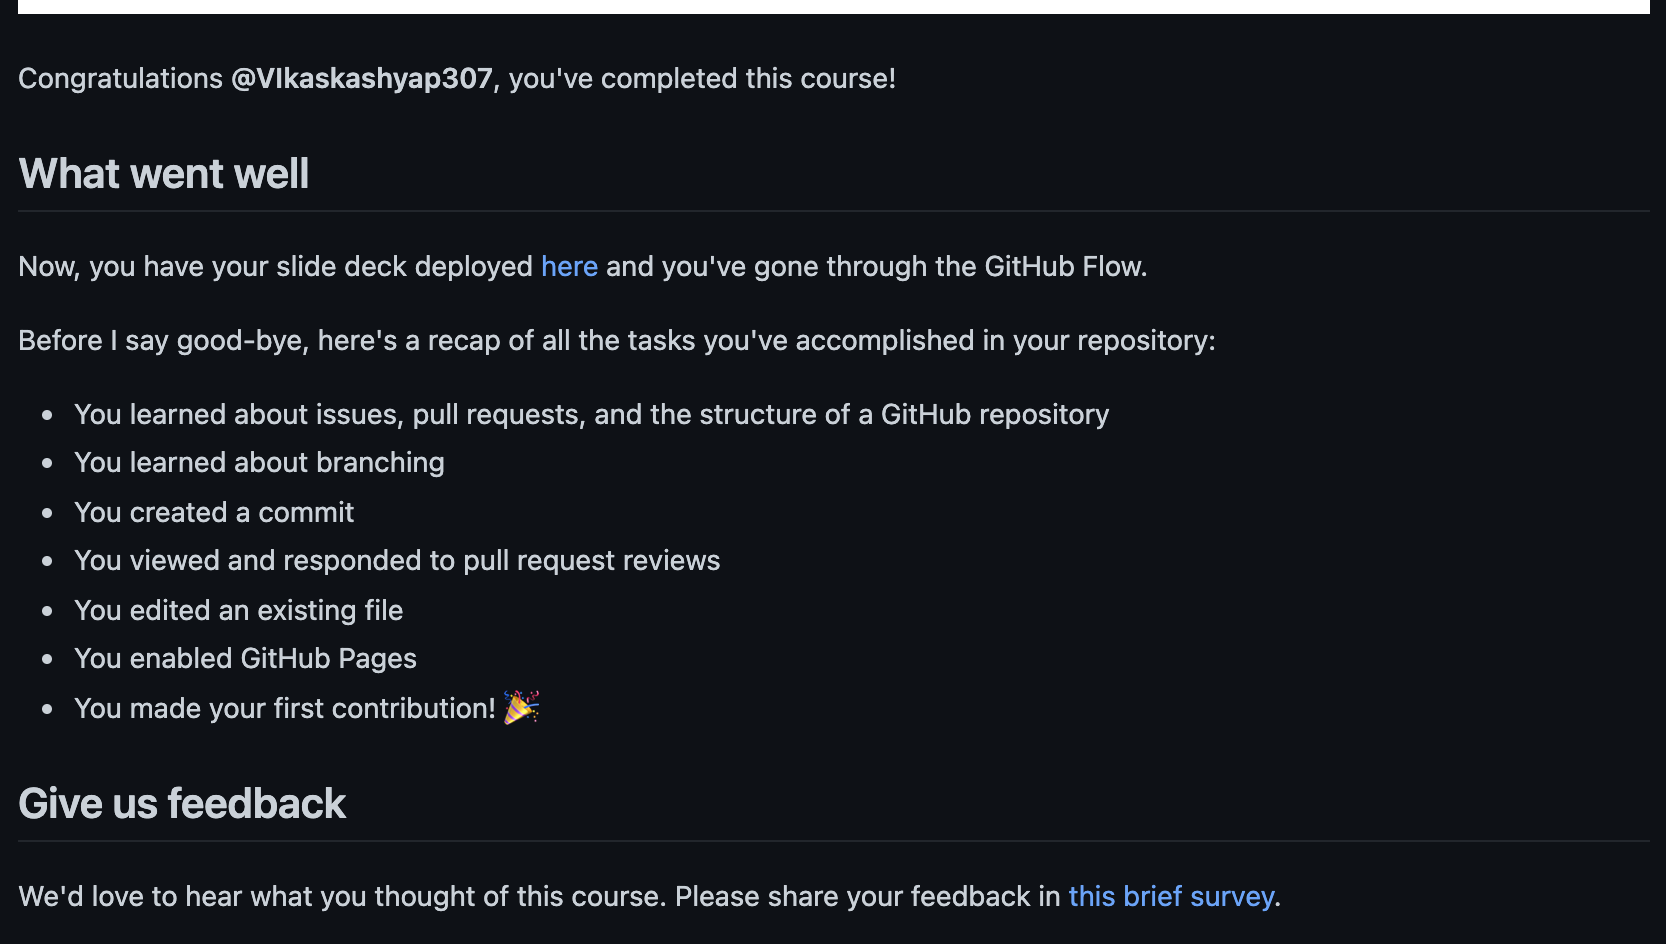 Congratulations @VIkaskashyap307, you've completed this course!
What went well
Now, you have your slide deck deployed here and you've gone through the GitHub Flow.
Before I say good-bye, here's a recap of all the tasks you've accomplished in your repository:
• You learned about issues, pull requests, and the structure of a GitHub repository
• You learned about branching
• You created a commit
• You viewed and responded to pull request reviews
• You edited an existing file
• You enabled GitHub Pages
• You made your first contribution! 🎉
Give us feedback
We'd love to hear what you thought of this course. Please share your feedback in this brief survey.